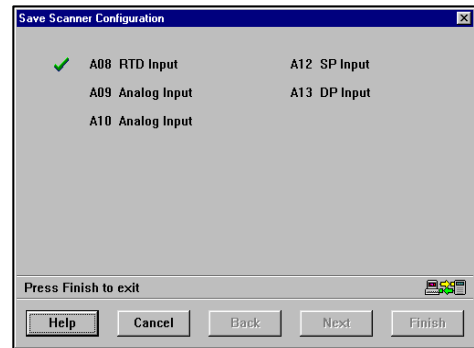 Save Scanner Configuration
A08 RTD Input
A09 Analog Input
A10 Analog Input
A12 SP Input
A13 DP Input
Press Finish to exit
Help Cancel Back Next Finish